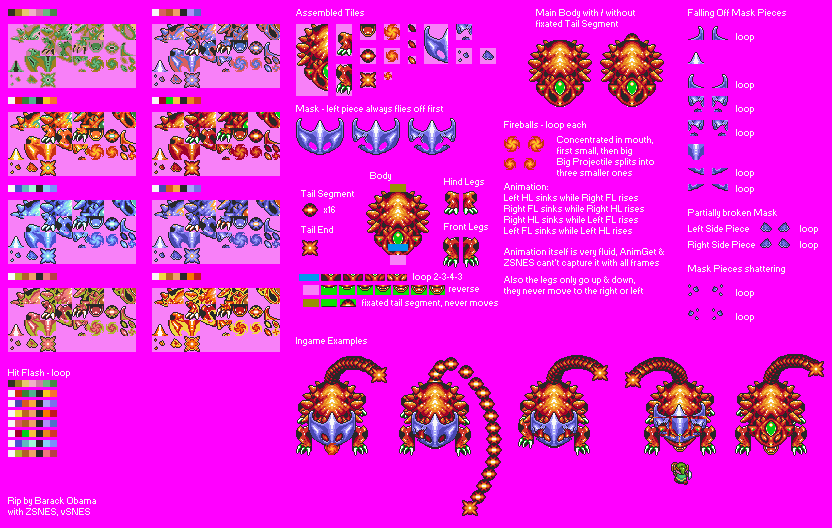 Assembled Tiles
Mask - left piece always flies off first
Body
Tail Segment
x16
Tail End
Hind Legs
Front Legs
loop 2-3-4-3
reverse
fixated tail segment, never moves
Ingame Examples
Main Body with / without
fixated Tail Segment
Fireballs - loop each
Concentrated in mouth,
first small, then big
Big Projectile splits into
three smaller ones
Animation:
Left HL sinks while Right FL rises
Right FL sinks while Right HL rises
Right HL sinks while Left FL rises
Left FL sinks while Left HL rises
Animation itself is very fluid, AnimGet &
ZSNES cant't capture it with all frames
Also the legs only go up & down,
they never move to the right or left
Falling Off Mask Pieces
loop
loop
loop
loop
loop
loop
Partially broken Mask
Left Side Piece
loop
Right Side Piece
loop
Mask Pieces shattering
loop
loop
Hit Flash - loop
Rip by Barack Obama
with ZSNES, vSNES